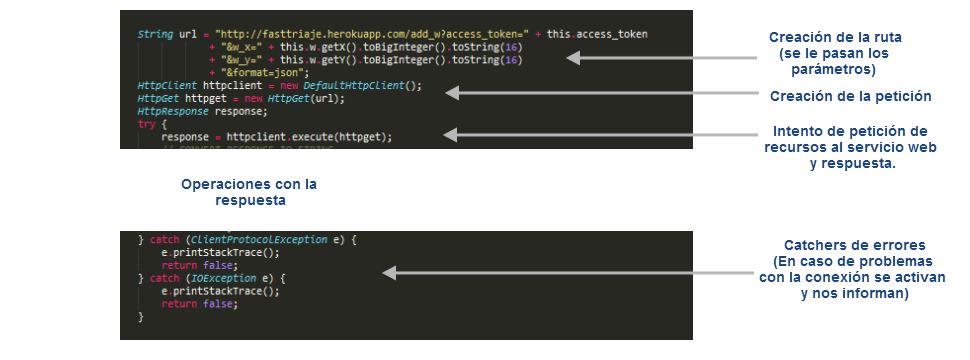 String url = "http://fasttriaje.herokuapp.com/add_w?access_token=" + this.access_token
+ "&w_x=" + this.w.getX().toBigInteger().toString(16)
+ "&w_y=" + this.w.getY().toBigInteger().toString(16)
+ "&format=json";
HttpClient httpclient = new DefaultHttpClient();
HttpGet httpget = new HttpGet(url);
HttpResponse response;
try {
response = httpclient.execute(httpget);
// CONVERT RESPONSE TO STRING
Creación de la ruta
(se le pasan los
parámetros)
Creación de la petición
Intento de petición de
recursos al servicio web
y respuesta.
Operaciones con la
respuesta
} catch (ClientProtocolException e) {
e.printStackTrace();
return false;
} catch (IOException e) {
e.printStackTrace();
return false;
}
Catchers de errores
(En caso de problemas
con la conexión se activan
y nos informan)